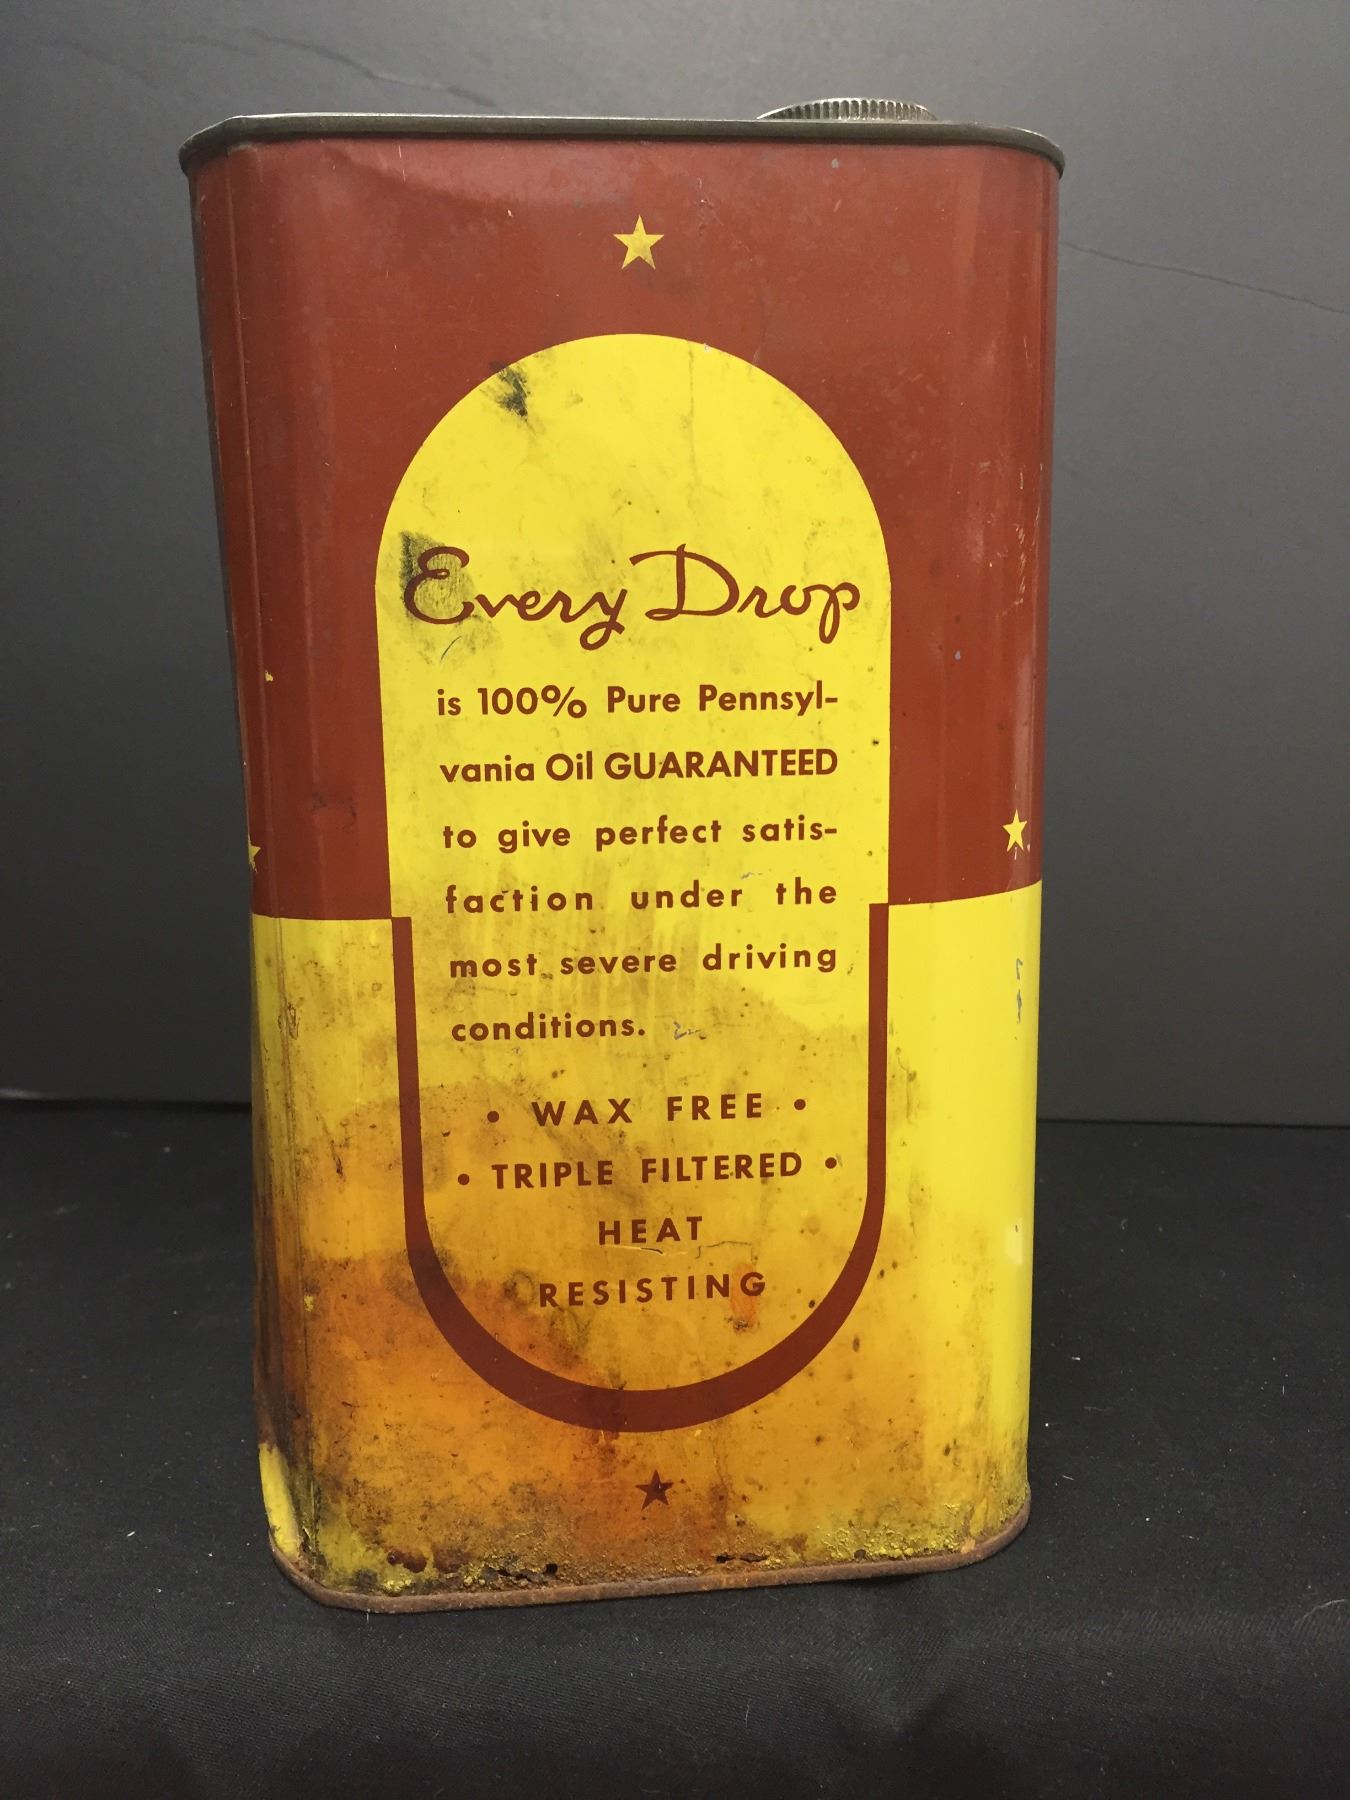 Every Drop
is 100% Pure Pennsyl-
vania Oil GUARANTEED
to give perfect satis-
faction under the
most severe driving
conditions.
• WAX FREE •
• TRIPLE FILTERED •
HEAT
RESISTING